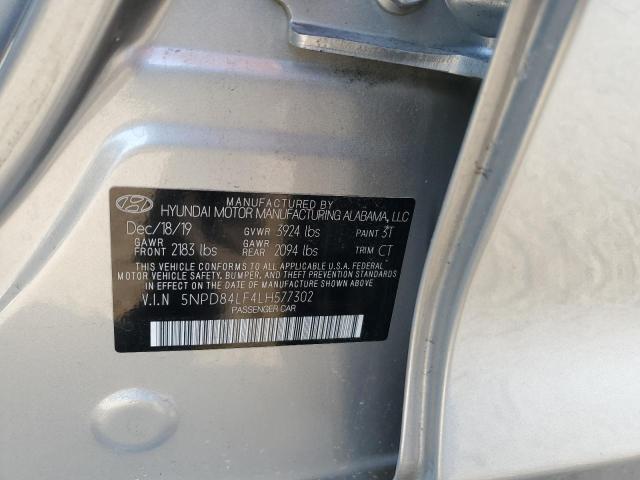 MANUFACTURED BY
HYUNDAI MOTOR MANUFACTURING ALABAMA, LLC
Dec/18/19 GVWR 3924 lbs PAINT 3T
GAWR FRONT 2183 lbs GAWR REAR 2094 lbs TRIM CT
THIS VEHICLE CONFORMS TO ALL APPLICABLE U.S.A. FEDERAL
MOTOR VEHICLE SAFETY, BUMPER, AND THEFT PREVENTION STANDARDS
IN EFFECT ON THE DATE OF MANUFACTURE SHOWN ABOVE.
V.I.N 5NPD84LF4LH577302
PASSENGER CAR